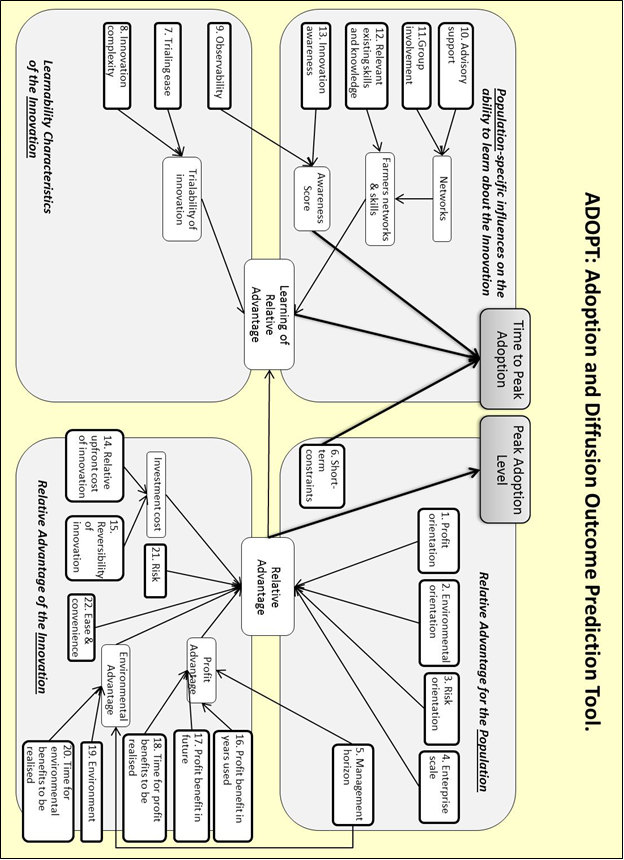 ADOPT: Adoption and Diffusion Outcome Prediction Tool.
Population-specific influences on the
ability to learn about the Innovation
10. Advisory
support
11.Group
involvement
12. Relevant
existing skills
and knowledge
13. Innovation
awareness
Networks
Farmers networks
& skills
Awareness
Score
Time to Peak
Adoption
Peak Adoption
Level
Relative Advantage for the Population
1. Profit
orientation
2. Environmental
orientation
3. Risk
orientation
4. Enterprise
scale
5. Management
horizon
6. Short-
term
constraints
Learning of
Relative
Advantage
Relative
Advantage
9. Observability
7. Trialing ease
8. Innovation
complexity
Trialability of
innovation
Learnability Characteristics
of the Innovation
Investment cost
14. Relative
upfront cost
of innovation
15.
Reversibility
of
innovation
21. Risk
22. Ease &
convenience
Profit
Advantage
Environmental
Advantage
16. Profit benefit in
years used
17. Profit benefit in
future
18. Time for profit
benefits to be
realised
19. Environment
20. Time for
environmental
benefits to be
realised
Relative Advantage of the Innovation